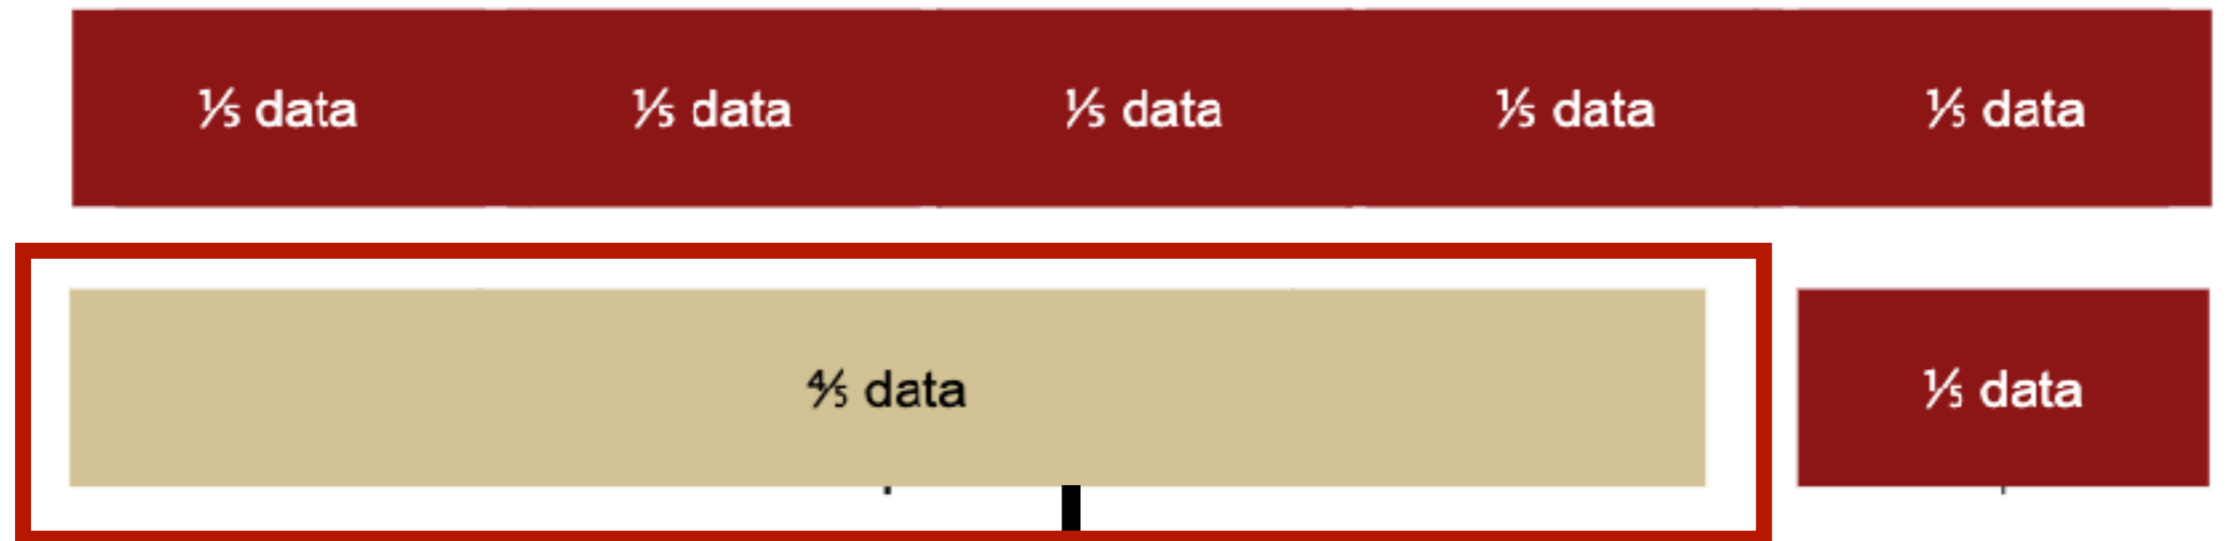 ⅕ data ⅕ data ⅕ data ⅕ data ⅕ data
⅘ data ⅕ data